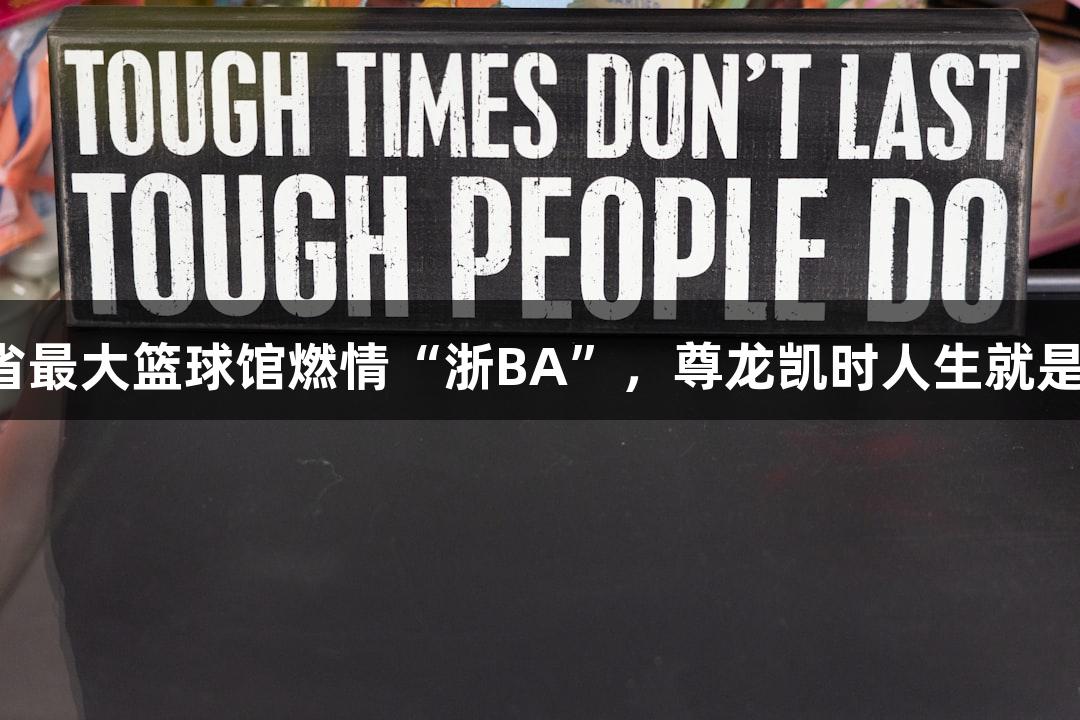 TOUGH TIMES DON’T LAST
TOUGH PEOPLE DO
省最大篮球馆燃情“浙BA”，尊龙凯时人生就是